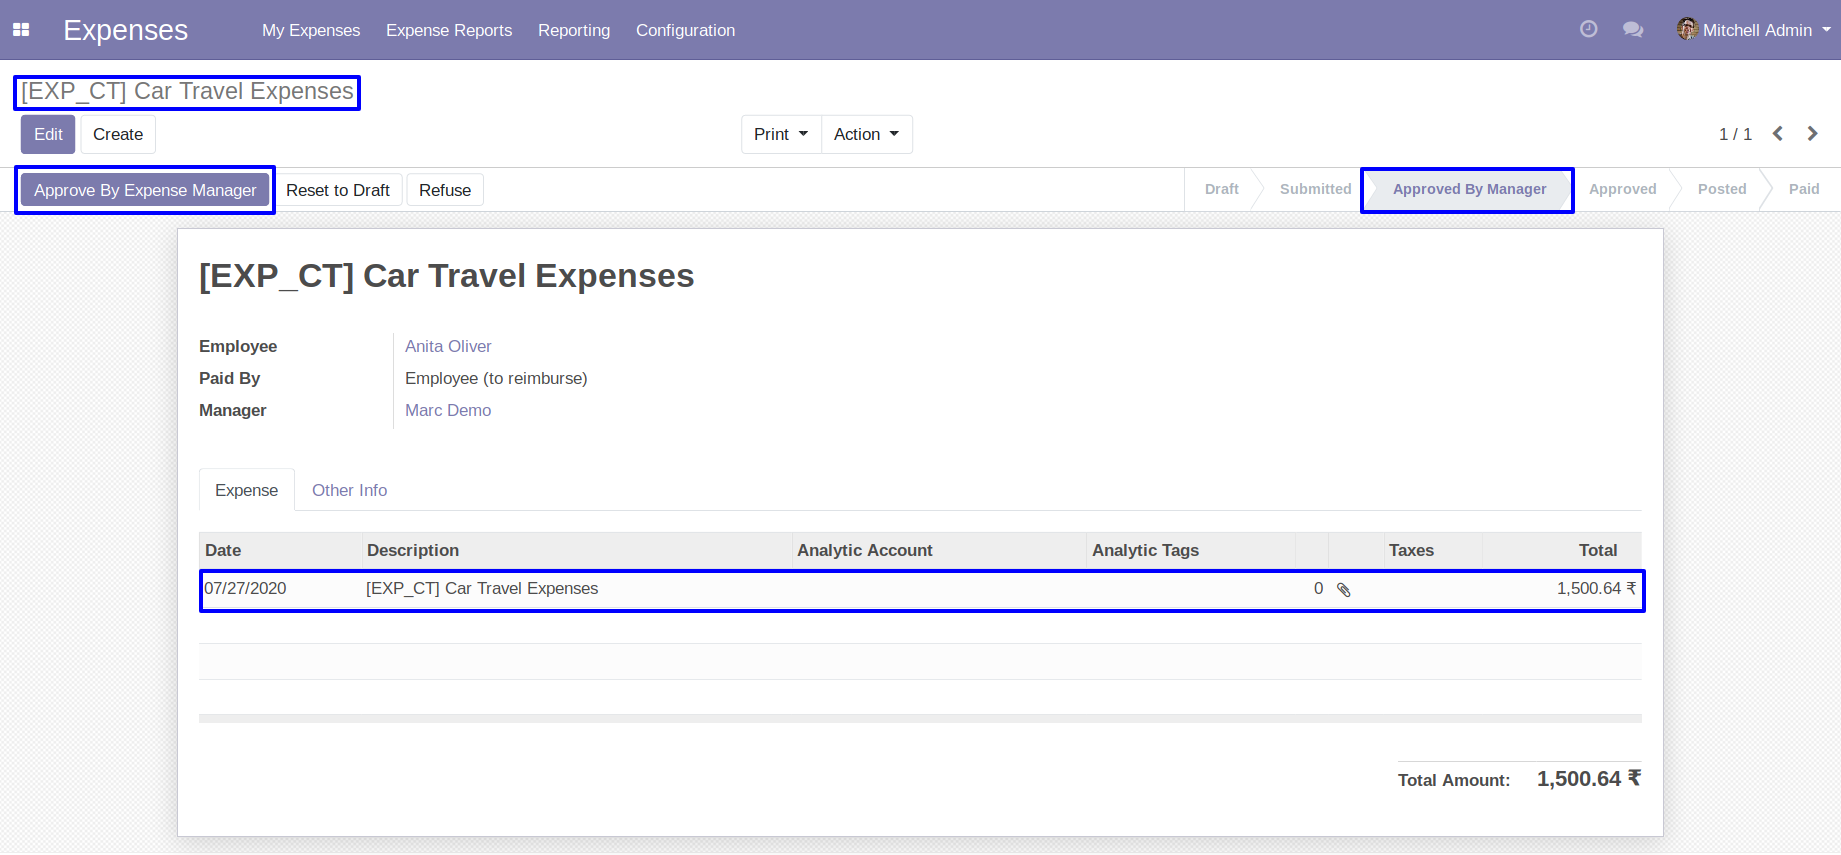 Expenses My Expenses Expense Reports Reporting Configuration Mitchell Admin
[EXP_CT] Car Travel Expenses
Edit Create Print Action 1 / 1
Approve By Expense Manager Reset to Draft Refuse Draft Submitted Approved By Manager Approved Posted Paid
[EXP_CT] Car Travel Expenses
Employee Anita Oliver
Paid By Employee (to reimburse)
Manager Marc Demo
Expense Other Info
Date Description Analytic Account Analytic Tags Taxes Total
07/27/2020 [EXP_CT] Car Travel Expenses 0 1,500.64 ₹
Total Amount: 1,500.64 ₹